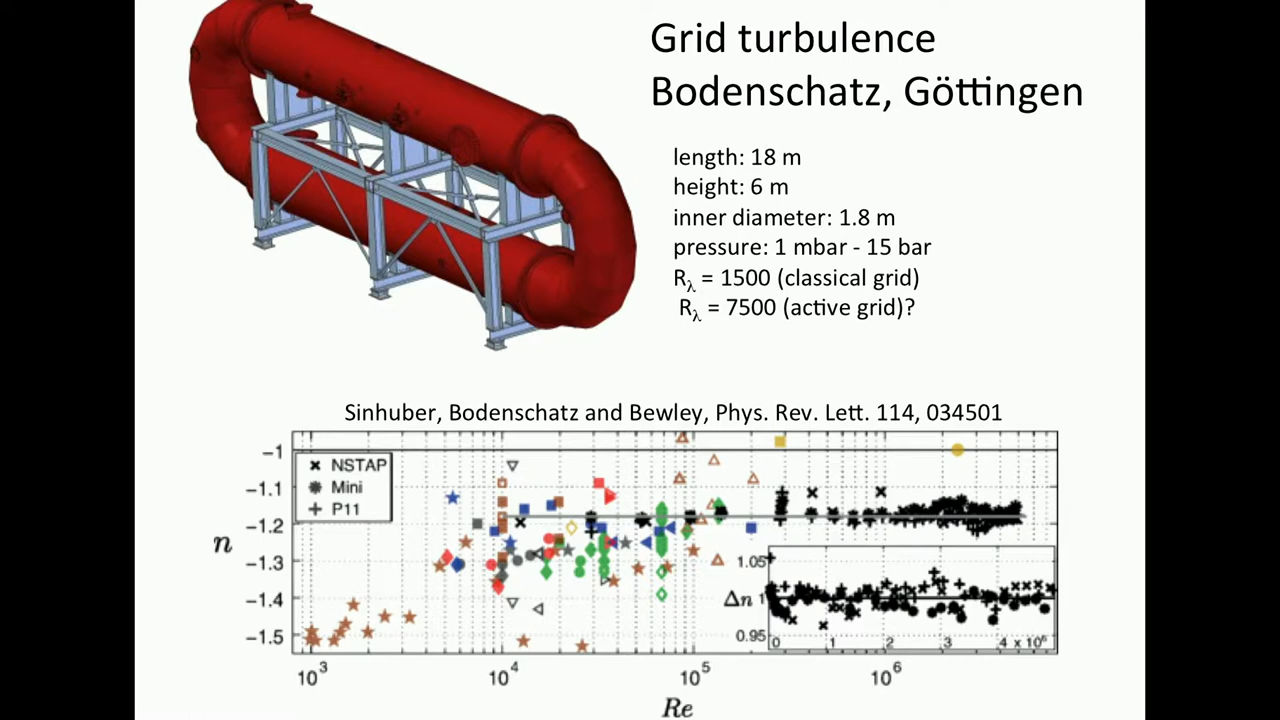 Grid turbulence
Bodenschatz, Göttingen
length: 18 m
height: 6 m
inner diameter: 1.8 m
pressure: 1 mbar - 15 bar
Rλ = 1500 (classical grid)
Rλ = 7500 (active grid)?
Sinhuber, Bodenschatz and Bewley, Phys. Rev. Lett. 114, 034501
−1
−1.1
−1.2
−1.3
−1.4
−1.5
n
NSTAP
Mini
P11
1.05
Δn 1
0.95
0 1 2 3 4 x 10⁶
10³ 10⁴ 10⁵ 10⁶
Re